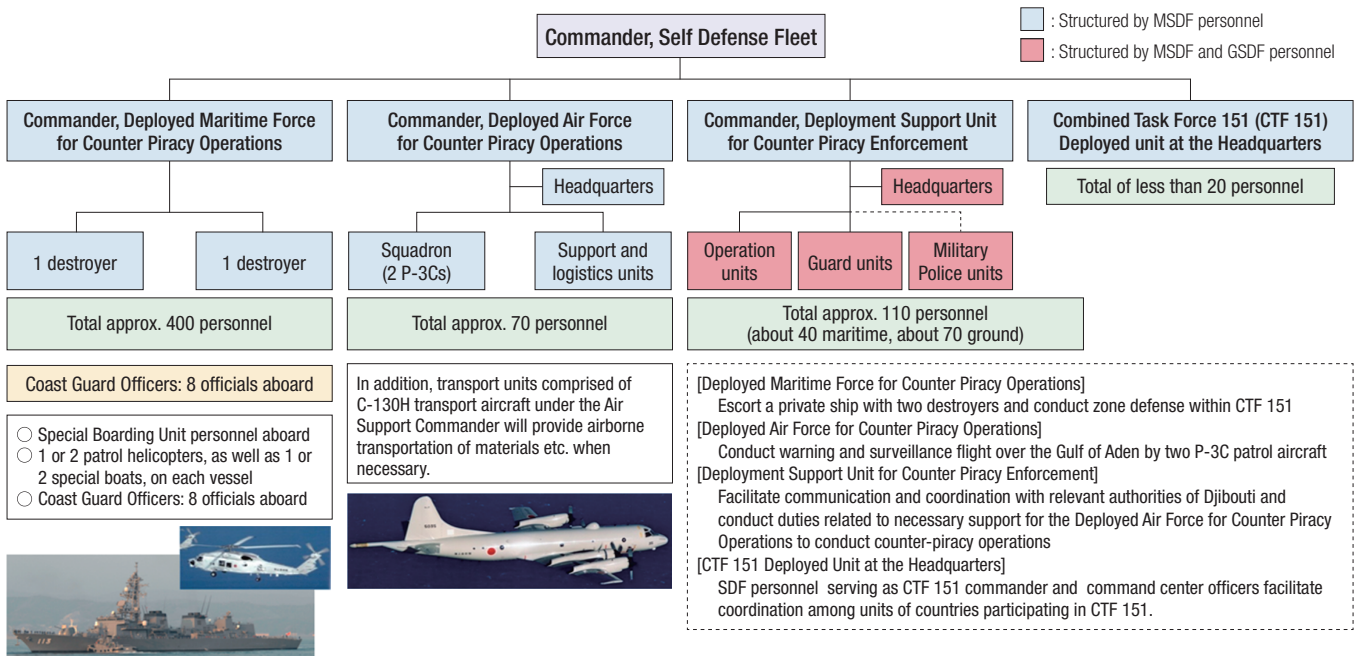 Commander, Self Defense Fleet
: Structured by MSDF personnel
: Structured by MSDF and GSDF personnel
Commander, Deployed Maritime Force
for Counter Piracy Operations
Commander, Deployed Air Force
for Counter Piracy Operations
Commander, Deployment Support Unit
for Counter Piracy Enforcement
Combined Task Force 151 (CTF 151)
Deployed unit at the Headquarters
Headquarters
Headquarters
Total of less than 20 personnel
1 destroyer
1 destroyer
Squadron
(2 P-3Cs)
Support and
logistics units
Operation
units
Guard units
Military
Police units
Total approx. 400 personnel
Total approx. 70 personnel
Total approx. 110 personnel
(about 40 maritime, about 70 ground)
Coast Guard Officers: 8 officials aboard
○ Special Boarding Unit personnel aboard
○ 1 or 2 patrol helicopters, as well as 1 or
2 special boats, on each vessel
○ Coast Guard Officers: 8 officials aboard
In addition, transport units comprised of
C-130H transport aircraft under the Air
Support Commander will provide airborne
transportation of materials etc. when
necessary.
[Deployed Maritime Force for Counter Piracy Operations]
Escort a private ship with two destroyers and conduct zone defense within CTF 151
[Deployed Air Force for Counter Piracy Operations]
Conduct warning and surveillance flight over the Gulf of Aden by two P-3C patrol aircraft
[Deployment Support Unit for Counter Piracy Enforcement]
Facilitate communication and coordination with relevant authorities of Djibouti and
conduct duties related to necessary support for the Deployed Air Force for Counter Piracy
Operations to conduct counter-piracy operations
[CTF 151 Deployed Unit at the Headquarters]
SDF personnel serving as CTF 151 commander and command center officers facilitate
coordination among units of countries participating in CTF 151.
113